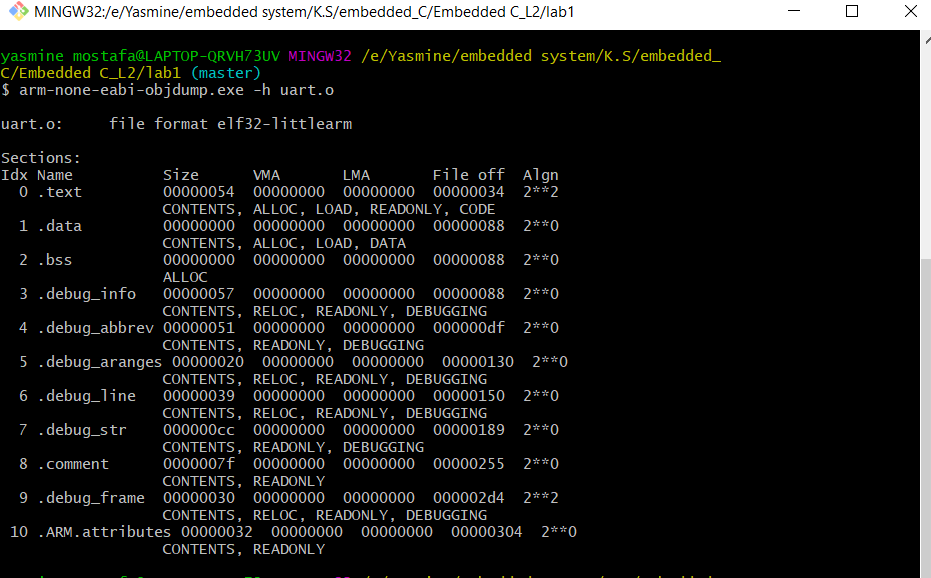 MINGW32:/e/Yasmine/embedded system/K.S/embedded_C/Embedded C_L2/lab1
yasmine mostafa@LAPTOP-QRVH73UV MINGW32 /e/Yasmine/embedded system/K.S/embedded_
C/Embedded C_L2/lab1 (master)
$ arm-none-eabi-objdump.exe -h uart.o
uart.o:     file format elf32-littlearm
Sections:
Idx Name          Size      VMA       LMA       File off  Algn
  0 .text         00000054  00000000  00000000  00000034  2**2
                  CONTENTS, ALLOC, LOAD, READONLY, CODE
  1 .data         00000000  00000000  00000000  00000088  2**0
                  CONTENTS, ALLOC, LOAD, DATA
  2 .bss          00000000  00000000  00000000  00000088  2**0
                  ALLOC
  3 .debug_info   00000057  00000000  00000000  00000088  2**0
                  CONTENTS, RELOC, READONLY, DEBUGGING
  4 .debug_abbrev 00000051  00000000  00000000  000000df  2**0
                  CONTENTS, READONLY, DEBUGGING
  5 .debug_aranges 00000020  00000000  00000000  00000130  2**0
                  CONTENTS, RELOC, READONLY, DEBUGGING
  6 .debug_line   00000039  00000000  00000000  00000150  2**0
                  CONTENTS, RELOC, READONLY, DEBUGGING
  7 .debug_str    000000cc  00000000  00000000  00000189  2**0
                  CONTENTS, READONLY, DEBUGGING
  8 .comment      0000007f  00000000  00000000  00000255  2**0
                  CONTENTS, READONLY
  9 .debug_frame  00000030  00000000  00000000  000002d4  2**2
                  CONTENTS, RELOC, READONLY, DEBUGGING
 10 .ARM.attributes 00000032  00000000  00000000  00000304  2**0
                  CONTENTS, READONLY